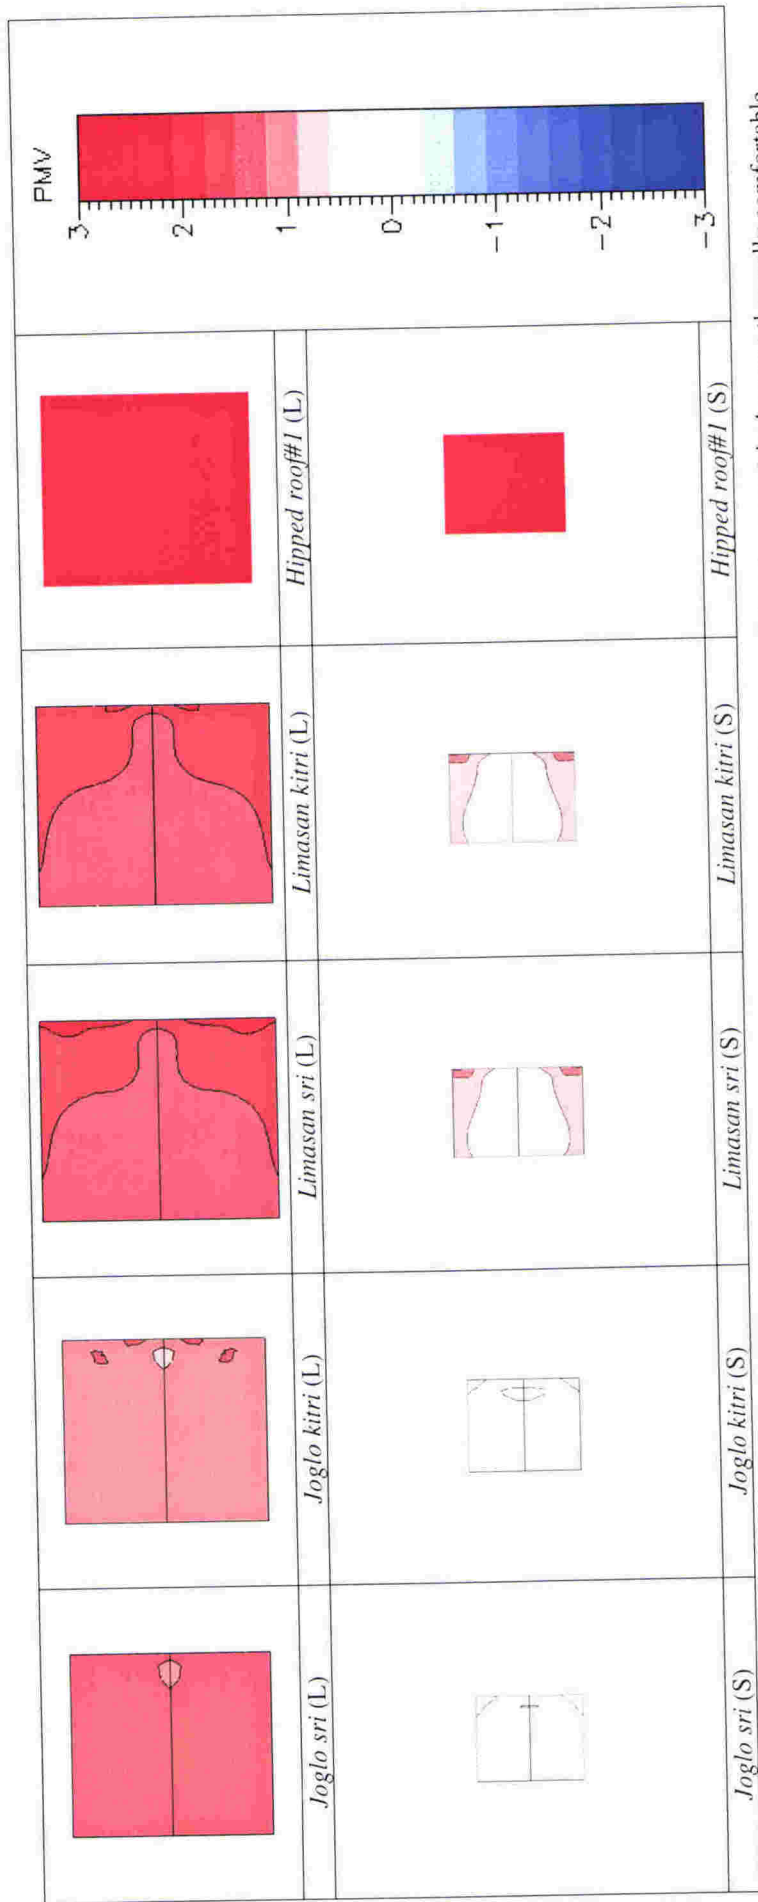 Joglo sri (L)
Joglo kitri (L)
Limasan sri (L)
Limasan kitri (L)
Hipped roof#1 (L)
Joglo sri (S)
Joglo kitri (S)
Limasan sri (S)
Limasan kitri (S)
Hipped roof#1 (S)
PMV
3
2
1
0
-1
-2
-3
comfortable